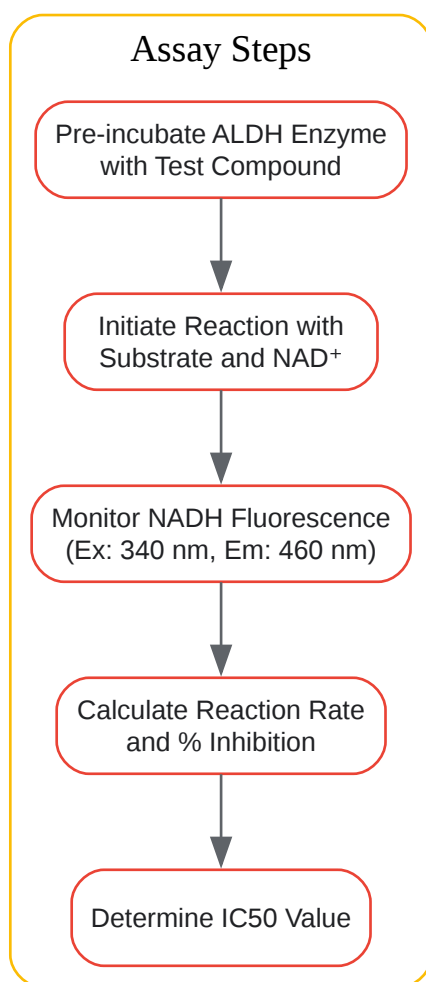 Assay Steps
Pre-incubate ALDH Enzyme
with Test Compound
Initiate Reaction with
Substrate and NAD⁺
Monitor NADH Fluorescence
(Ex: 340 nm, Em: 460 nm)
Calculate Reaction Rate
and % Inhibition
Determine IC50 Value